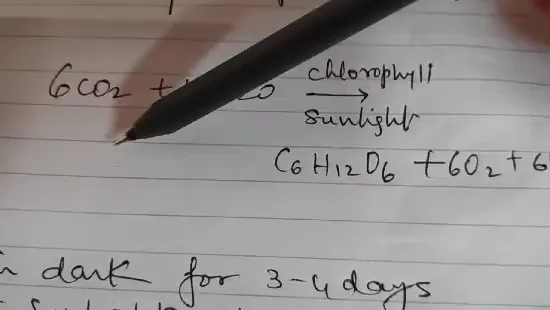 6CO2 +
chlorophyll
→
sunlight
C6H12O6 + 6O2 + 6
dark for 3-4 days